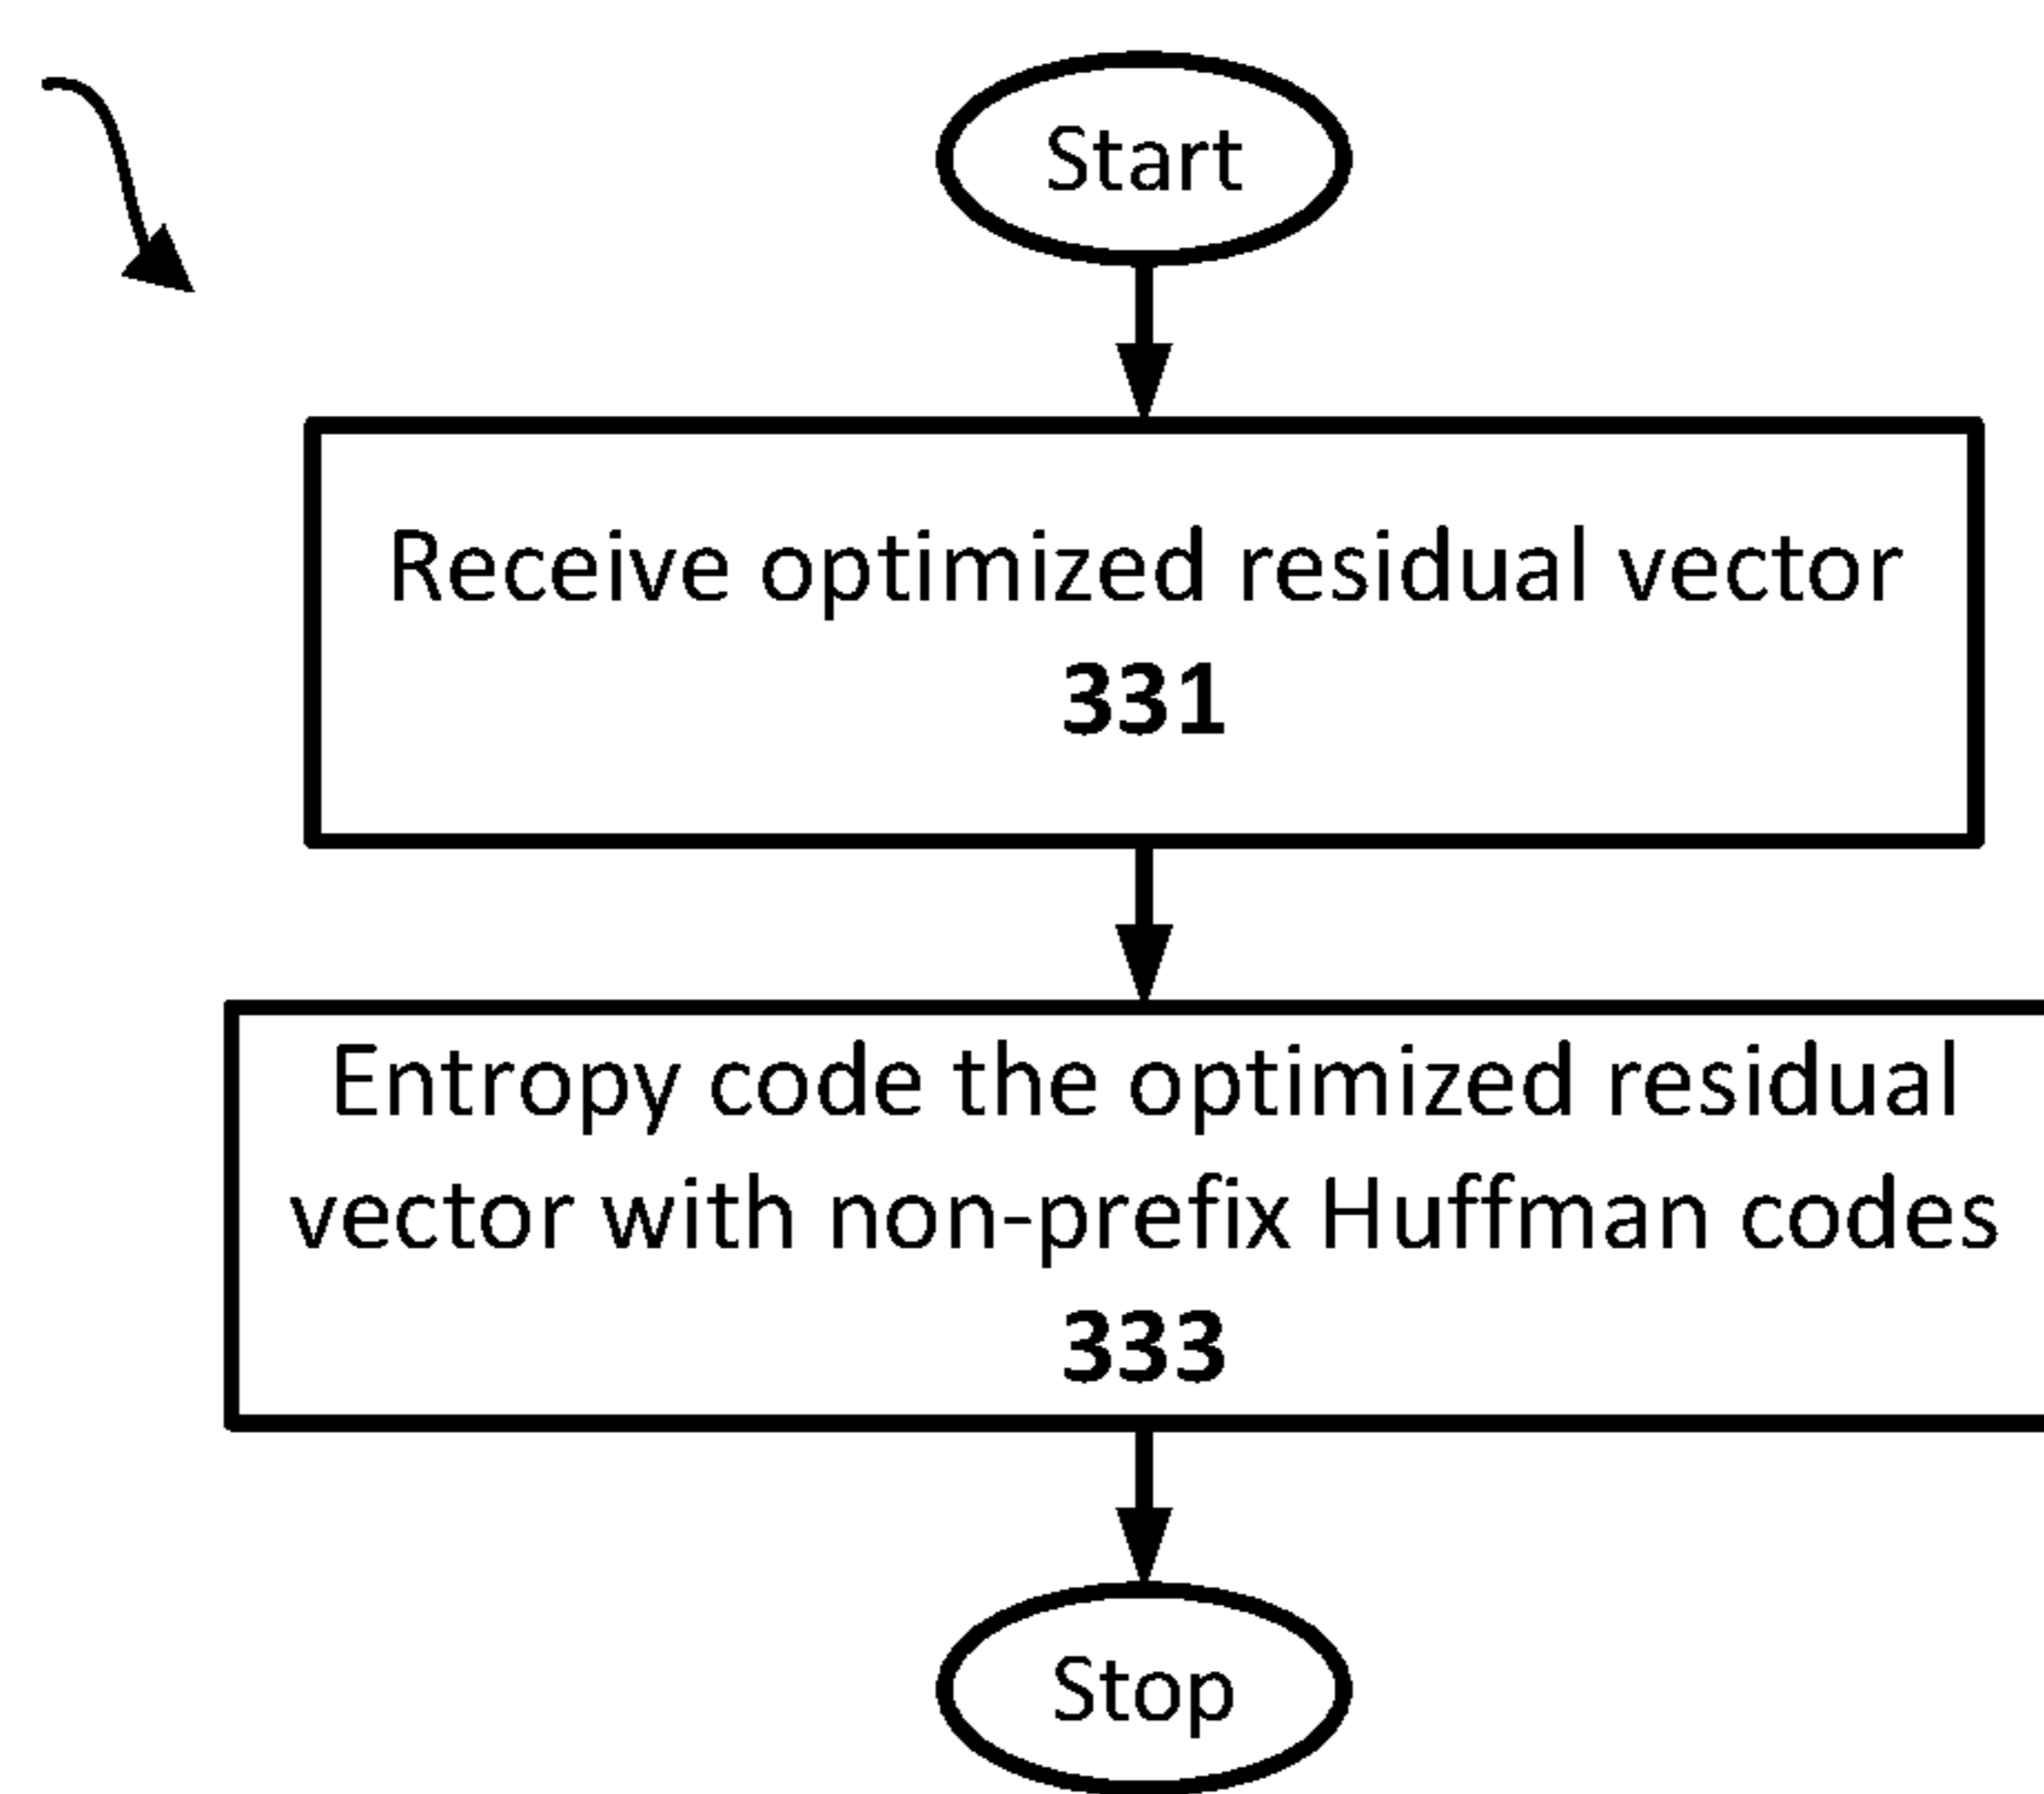 Start
Receive optimized residual vector
331
Entropy code the optimized residual
vector with non-prefix Huffman codes
333
Stop